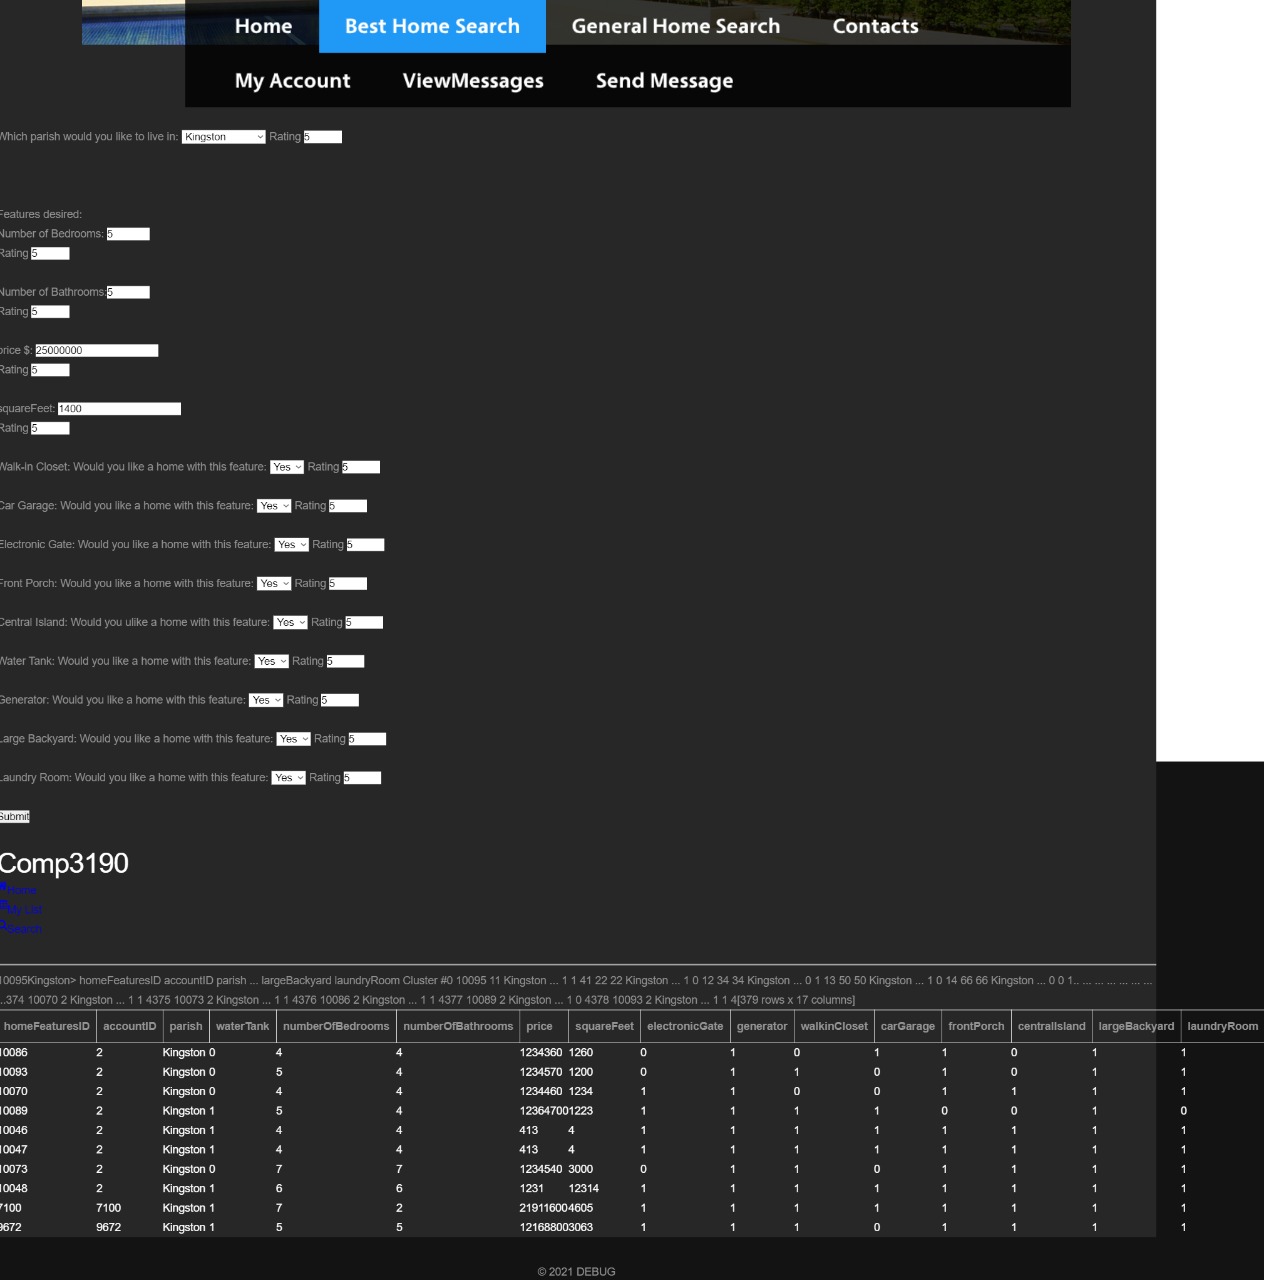 Home Best Home Search General Home Search Contacts
My Account ViewMessages Send Message
Which parish would you like to live in: Kingston Rating 5
Features desired:
Number of Bedrooms: 5
Rating 5
Number of Bathrooms: 5
Rating 5
price $: 25000000
Rating 5
squareFeet: 1400
Rating 5
Walk-in Closet: Would you like a home with this feature: Yes Rating 5
Car Garage: Would you like a home with this feature: Yes Rating 5
Electronic Gate: Would you like a home with this feature: Yes Rating 5
Front Porch: Would you like a home with this feature: Yes Rating 5
Central Island: Would you ulike a home with this feature: Yes Rating 5
Water Tank: Would you like a home with this feature: Yes Rating 5
Generator: Would you like a home with this feature: Yes Rating 5
Large Backyard: Would you like a home with this feature: Yes Rating 5
Laundry Room: Would you like a home with this feature: Yes Rating 5
Submit
Comp3190
Home
My List
Search
10095Kingston> homeFeaturesID accountID parish ... largeBackyard laundryRoom Cluster #0 10095 11 Kingston ... 1 1 41 22 22 Kingston ... 1 0 12 34 34 Kingston ... 0 1 13 50 50 Kingston ... 1 0 14 66 66 Kingston ... 0 0 1.. ... ... ... ... ... ...
...374 10070 2 Kingston ... 1 1 4375 10073 2 Kingston ... 1 1 4376 10086 2 Kingston ... 1 1 4377 10089 2 Kingston ... 1 0 4378 10093 2 Kingston ... 1 1 4[379 rows x 17 columns]
homeFeaturesID accountID parish waterTank numberOfBedrooms numberOfBathrooms price squareFeet electronicGate generator walkinCloset carGarage frontPorch centralIsland largeBackyard laundryRoom
10086 2 Kingston 0 4 4 1234360 1260 0 1 0 1 1 0 1 1
10093 2 Kingston 0 5 4 1234570 1200 0 1 1 0 1 0 1 1
10070 2 Kingston 0 4 4 1234460 1234 1 1 0 0 1 1 1 1
10089 2 Kingston 1 5 4 12364700 1223 1 1 1 1 0 0 1 0
10046 2 Kingston 1 4 4 413 4 1 1 1 1 1 1 1 1
10047 2 Kingston 1 4 4 413 4 1 1 1 1 1 1 1 1
10073 2 Kingston 0 7 7 1234540 3000 0 1 1 0 1 1 1 1
10048 2 Kingston 1 6 6 1231 12314 1 1 1 1 1 1 1 1
7100 7100 Kingston 1 7 2 21911600 4605 1 1 1 1 1 1 1 1
9672 9672 Kingston 1 5 5 12168800 3063 1 1 1 0 1 1 1 1
© 2021 DEBUG